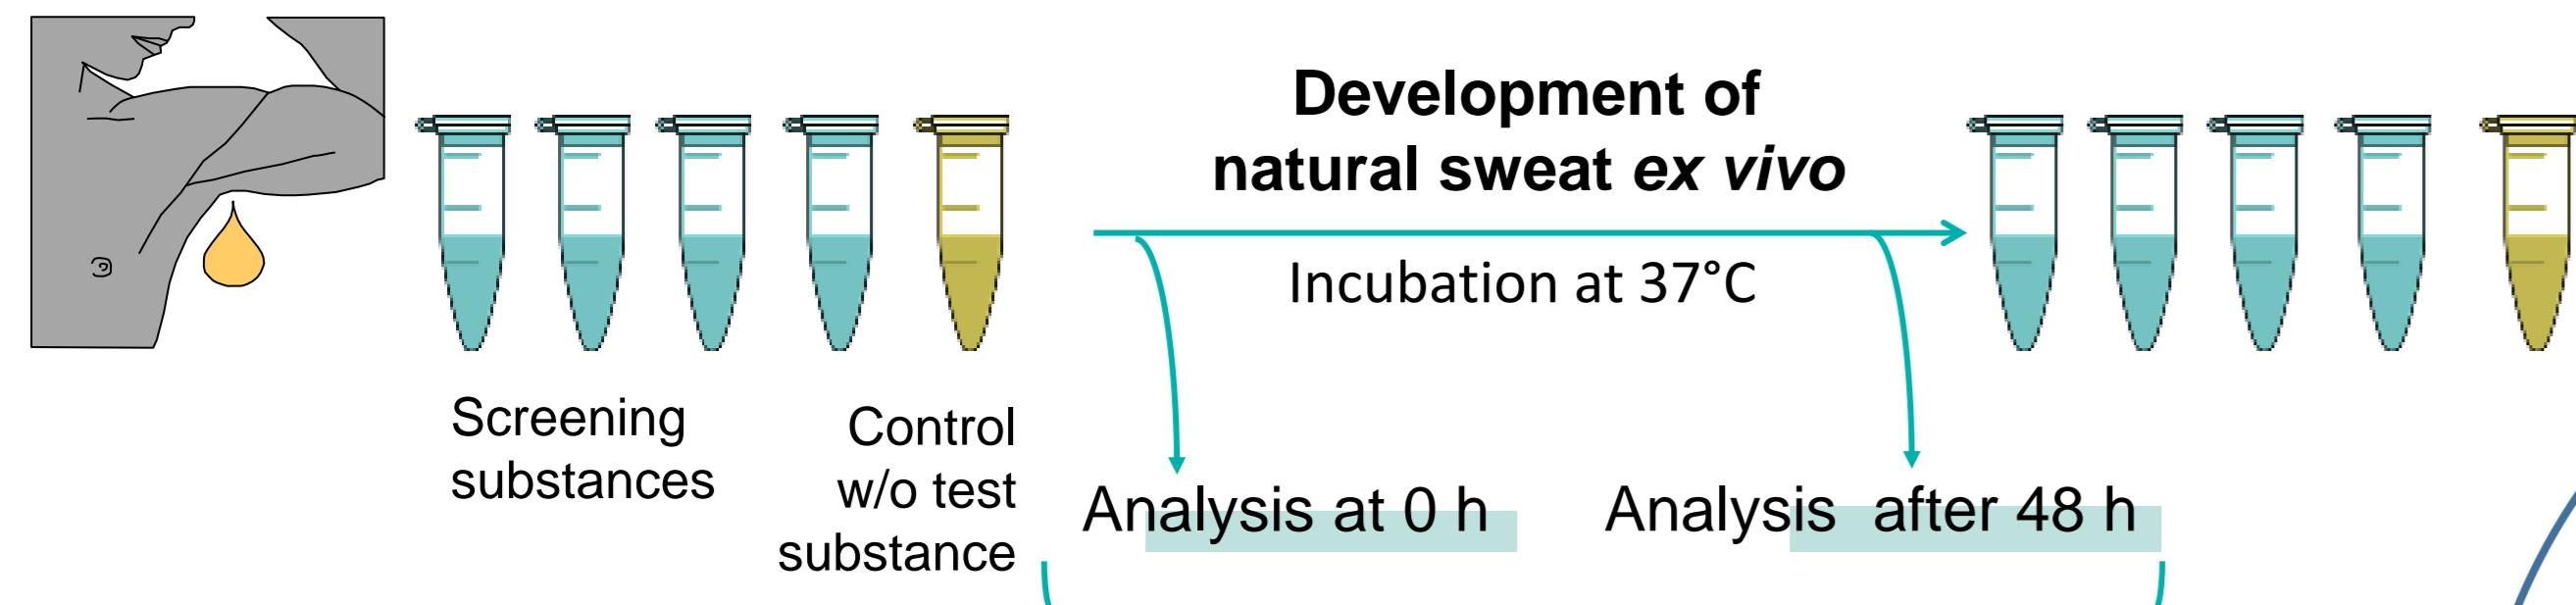 Development of
natural sweat ex vivo
Incubation at 37°C
Screening
substances
Control
w/o test
substance
Analysis at 0 h
Analysis after 48 h